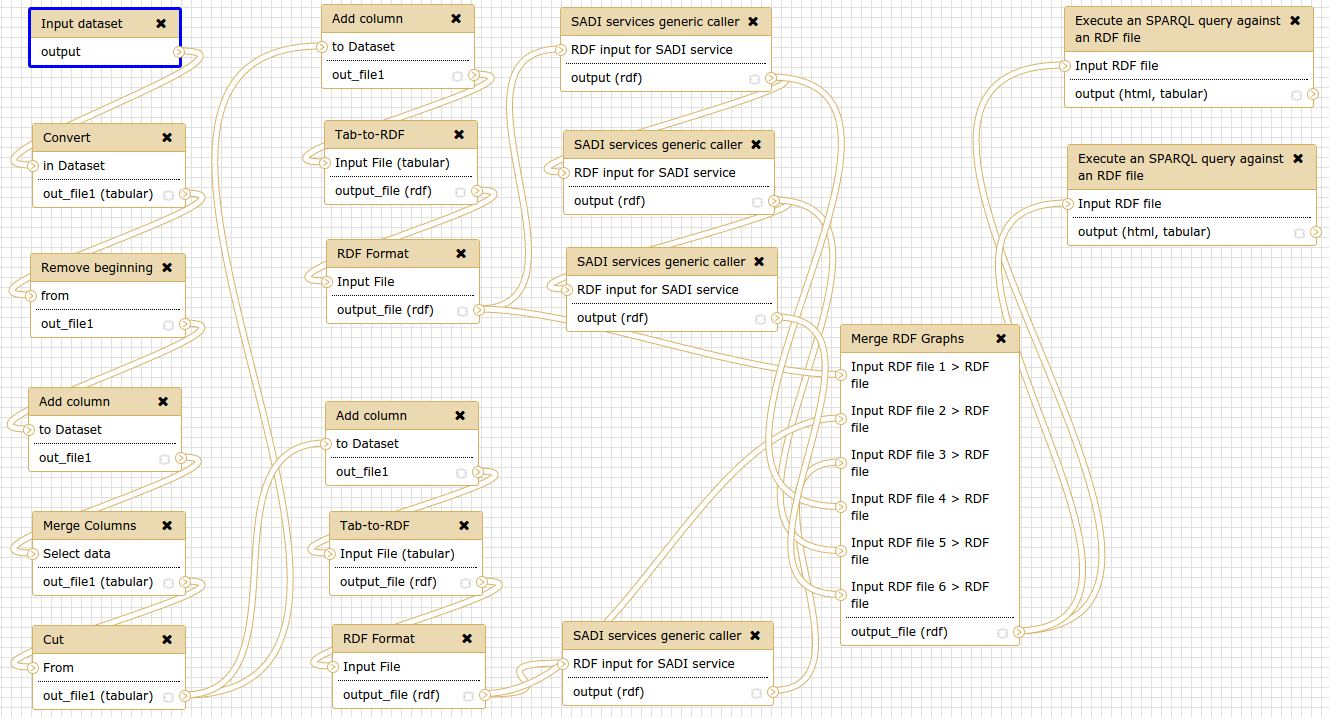 Input dataset
output
Convert
in Dataset
out_file1 (tabular)
Remove beginning
from
out_file1
Add column
to Dataset
out_file1
Merge Columns
Select data
out_file1 (tabular)
Cut
From
out_file1 (tabular)
Add column
to Dataset
out_file1
Tab-to-RDF
Input File (tabular)
output_file (rdf)
RDF Format
Input File
output_file (rdf)
Add column
to Dataset
out_file1
Tab-to-RDF
Input File (tabular)
output_file (rdf)
RDF Format
Input File
output_file (rdf)
SADI services generic caller
RDF input for SADI service
output (rdf)
SADI services generic caller
RDF input for SADI service
output (rdf)
SADI services generic caller
RDF input for SADI service
output (rdf)
SADI services generic caller
RDF input for SADI service
output (rdf)
Merge RDF Graphs
Input RDF file 1 > RDF
file
Input RDF file 2 > RDF
file
Input RDF file 3 > RDF
file
Input RDF file 4 > RDF
file
Input RDF file 5 > RDF
file
Input RDF file 6 > RDF
file
output_file (rdf)
Execute an SPARQL query against
an RDF file
Input RDF file
output (html, tabular)
Execute an SPARQL query against
an RDF file
Input RDF file
output (html, tabular)